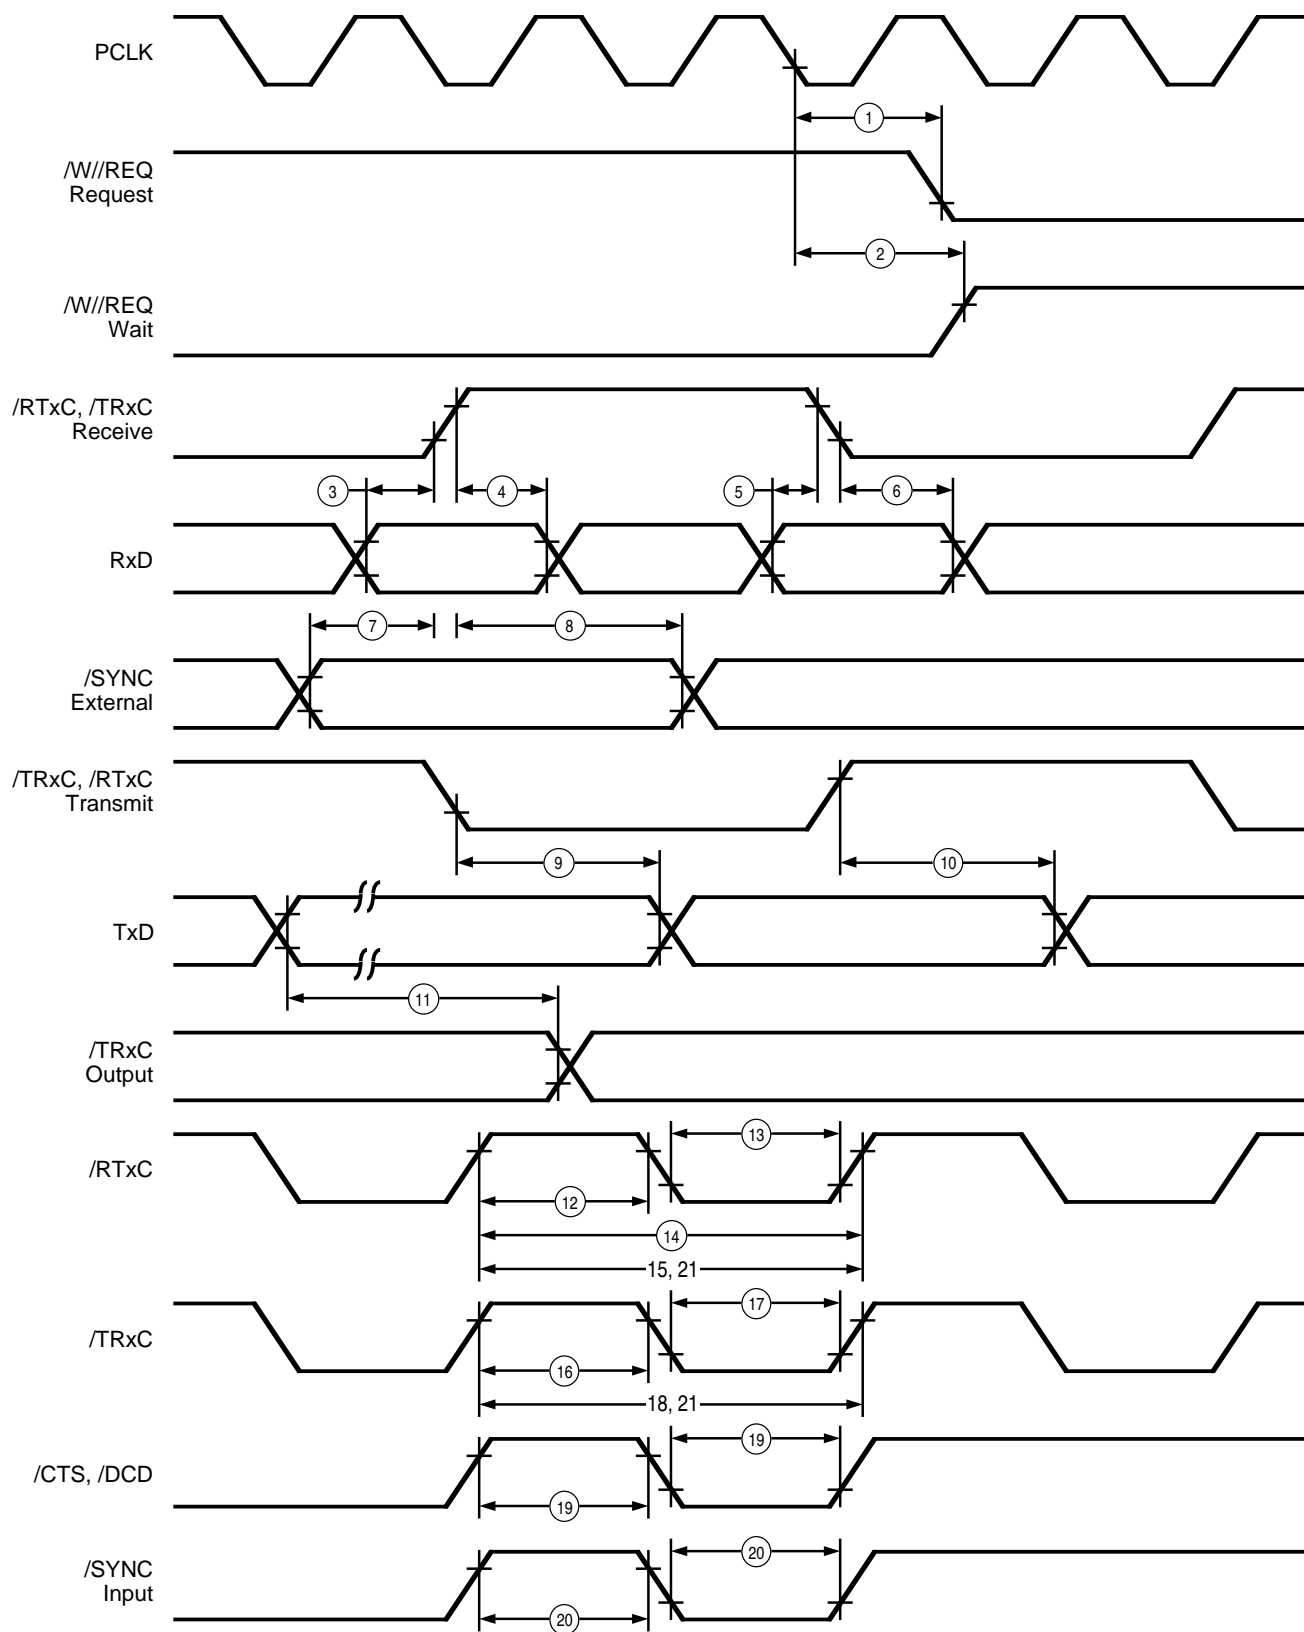 PCLK
1
/W//REQ
Request
2
/W//REQ
Wait
/RTxC, /TRxC
Receive
3
4
5
6
RxD
7
8
/SYNC
External
/TRxC, /RTxC
Transmit
9
10
TxD
11
/TRxC
Output
13
/RTxC
12
14
15, 21
17
/TRxC
16
18, 21
19
/CTS, /DCD
19
20
/SYNC
Input
20